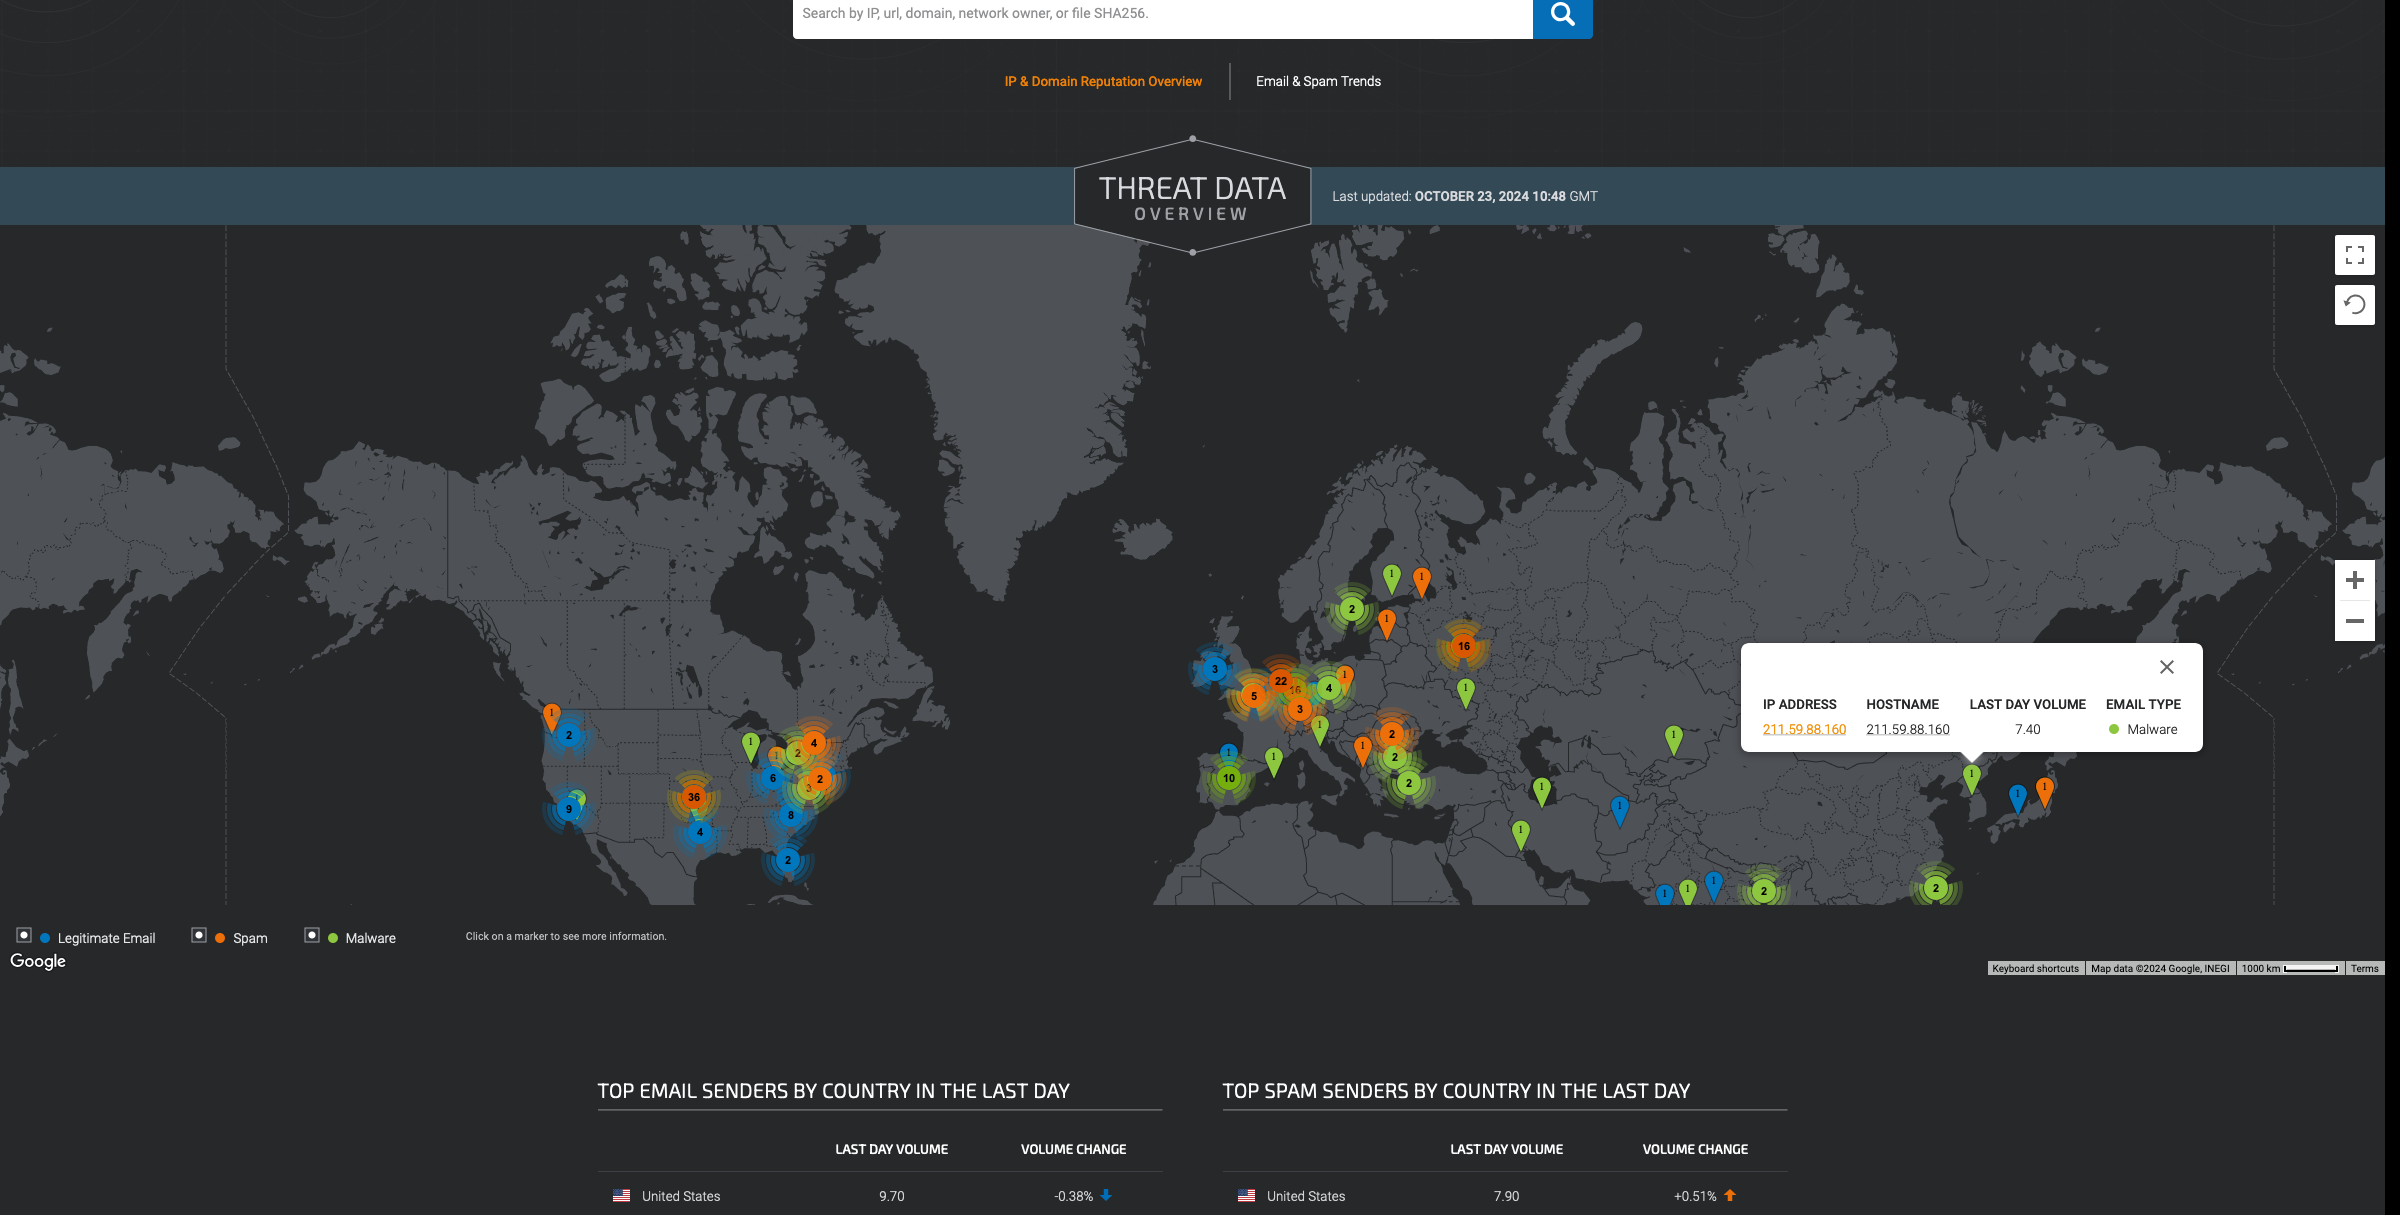 Search by IP, url, domain, network owner, or file SHA256.
IP & Domain Reputation Overview
Email & Spam Trends
THREAT DATA
OVERVIEW
Last updated: OCTOBER 23, 2024 10:48 GMT
1
1
2
1
16
3
22
16
4
1
5
3
1
1
1
2
1
2
4
1
2
1
2
1
10
1
2
2
1
6
2
3
36
9
8
4
2
1
1
1
1
1
1
1
1
1
1
2
2
IP ADDRESS HOSTNAME LAST DAY VOLUME EMAIL TYPE
211.59.88.160 211.59.88.160 7.40 Malware
Legitimate Email
Spam
Malware
Click on a marker to see more information.
Google
Keyboard shortcuts
Map data ©2024 Google, INEGI
1000 km
Terms
TOP EMAIL SENDERS BY COUNTRY IN THE LAST DAY
LAST DAY VOLUME VOLUME CHANGE
United States 9.70 -0.38%
TOP SPAM SENDERS BY COUNTRY IN THE LAST DAY
LAST DAY VOLUME VOLUME CHANGE
United States 7.90 +0.51%